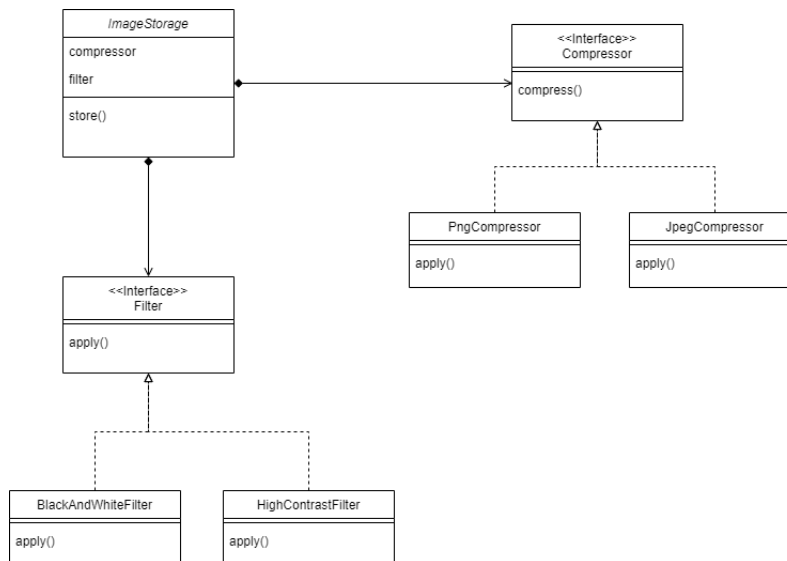 ImageStorage
compressor
filter
store()
<<Interface>>
Compressor
compress()
PngCompressor
apply()
JpegCompressor
apply()
<<Interface>>
Filter
apply()
BlackAndWhiteFilter
apply()
HighContrastFilter
apply()